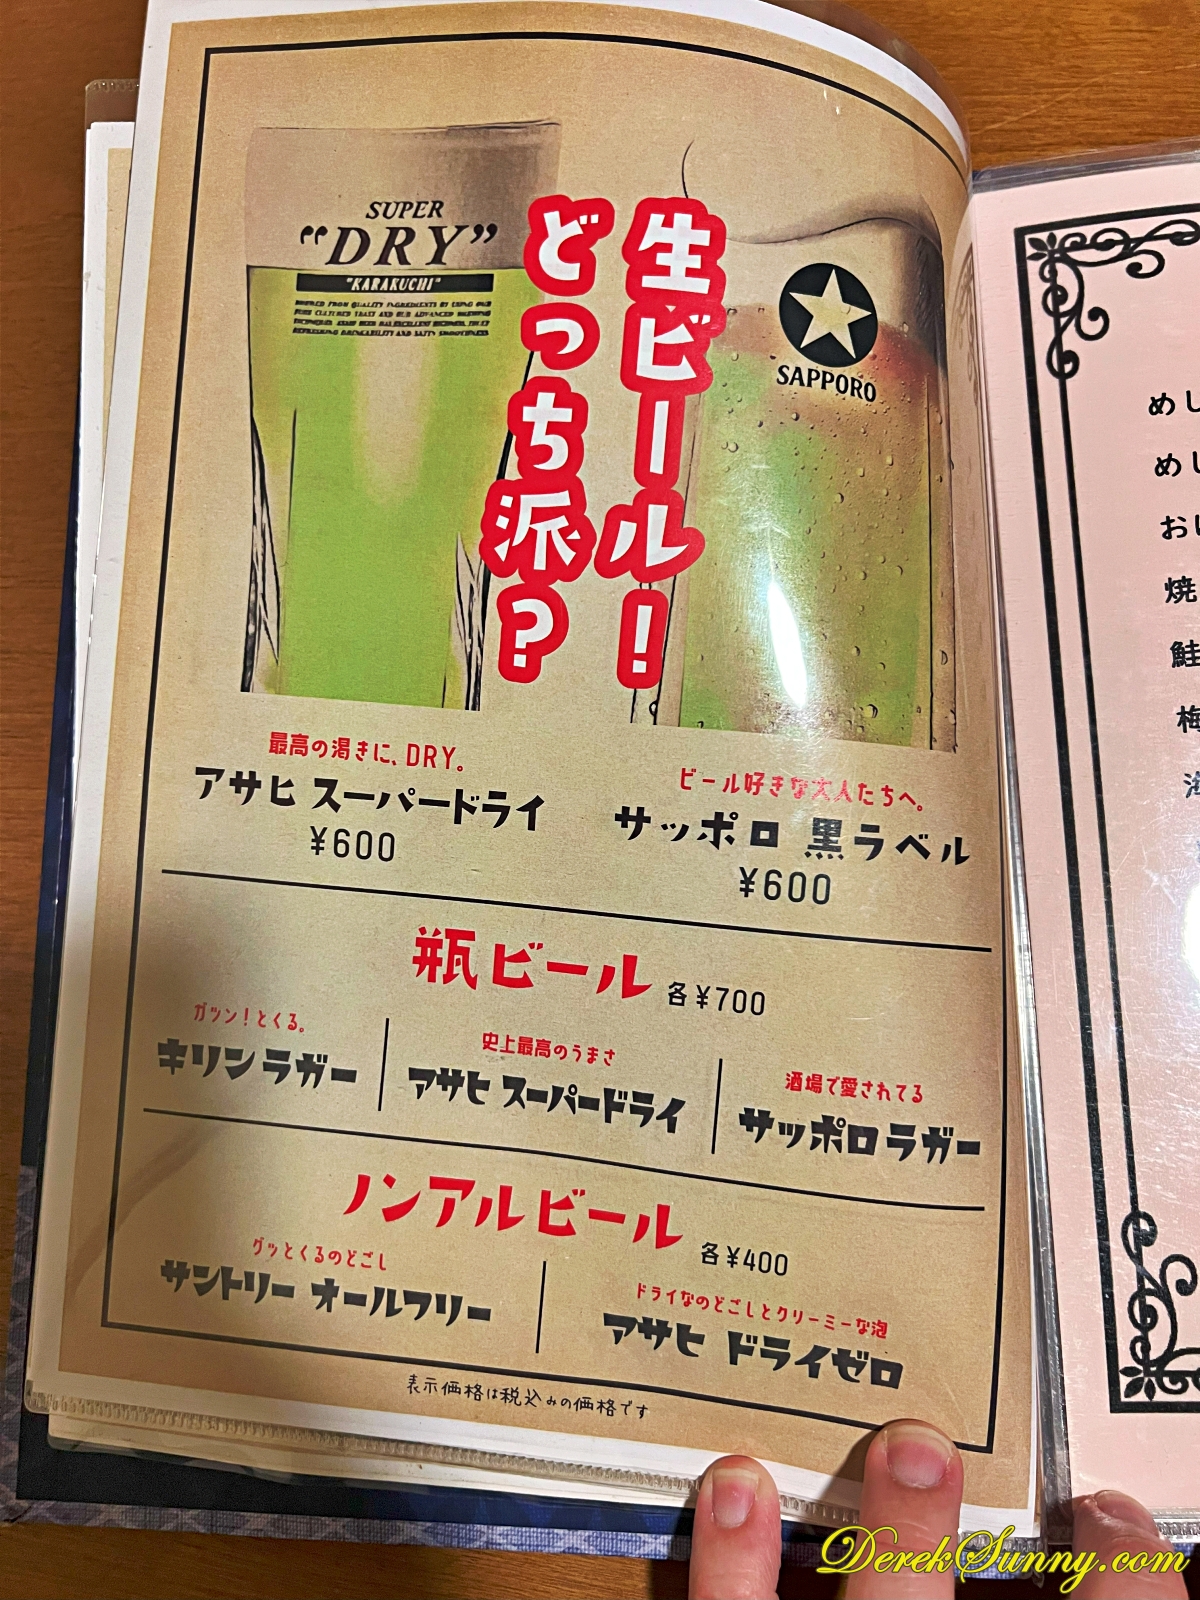 SUPER
"DRY"
"KARAKUCHI"
生ビール！
どっち派？
SAPPORO
最高の渇きに、DRY。
アサヒ スーパードライ
¥600
ビール好きな大人たちへ。
サッポロ 黒ラベル
¥600
瓶ビール 各¥700
ガツン！とくる。
キリンラガー
史上最高のうまさ
アサヒ スーパードライ
酒場で愛されてる
サッポロラガー
ノンアルビール 各¥400
グッとくるのどごし
サントリー オールフリー
ドライなのどごしとクリーミーな泡
アサヒ ドライゼロ
表示価格は税込みの価格です
めし
めし
おに
焼
鮭
梅
DerekSunny.com